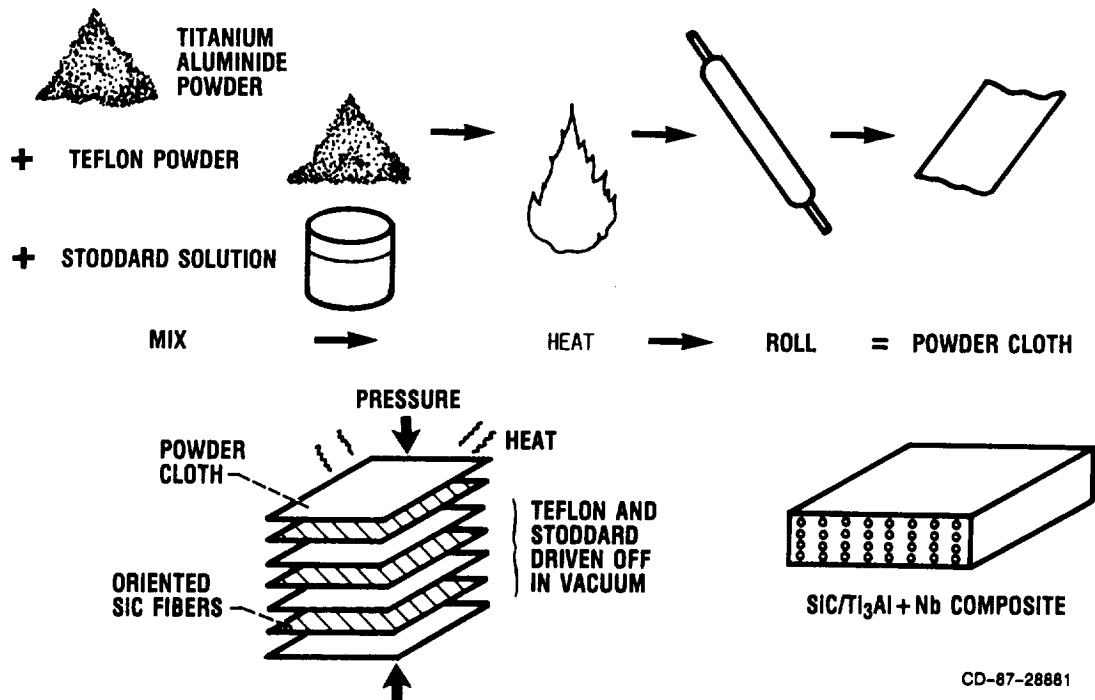 TITANIUM
ALUMINIDE
POWDER
+ TEFLON POWDER
+ STODDARD SOLUTION
MIX HEAT ROLL = POWDER CLOTH
PRESSURE
HEAT
POWDER
CLOTH
TEFLON AND
STODDARD
DRIVEN OFF
IN VACUUM
ORIENTED
SIC FIBERS
SiC/Ti₃Al + Nb COMPOSITE
CD-87-28881